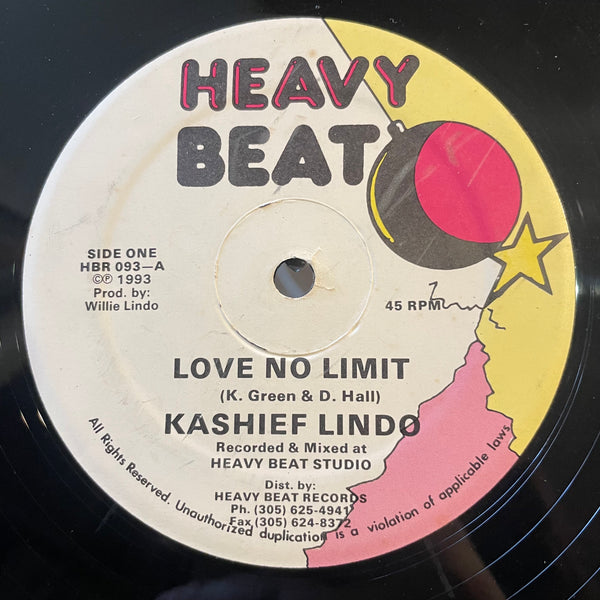 HEAVY
BEAT
SIDE ONE
HBR 093—A
©℗ 1993
Prod. by:
Willie Lindo
45 RPM
LOVE NO LIMIT
(K. Green & D. Hall)
KASHIEF LINDO
Recorded & Mixed at
HEAVY BEAT STUDIO
Dist. by:
HEAVY BEAT RECORDS
Ph. (305) 625-4941
Fax (305) 624-8372
All Rights Reserved. Unauthorized duplication is a violation of applicable laws